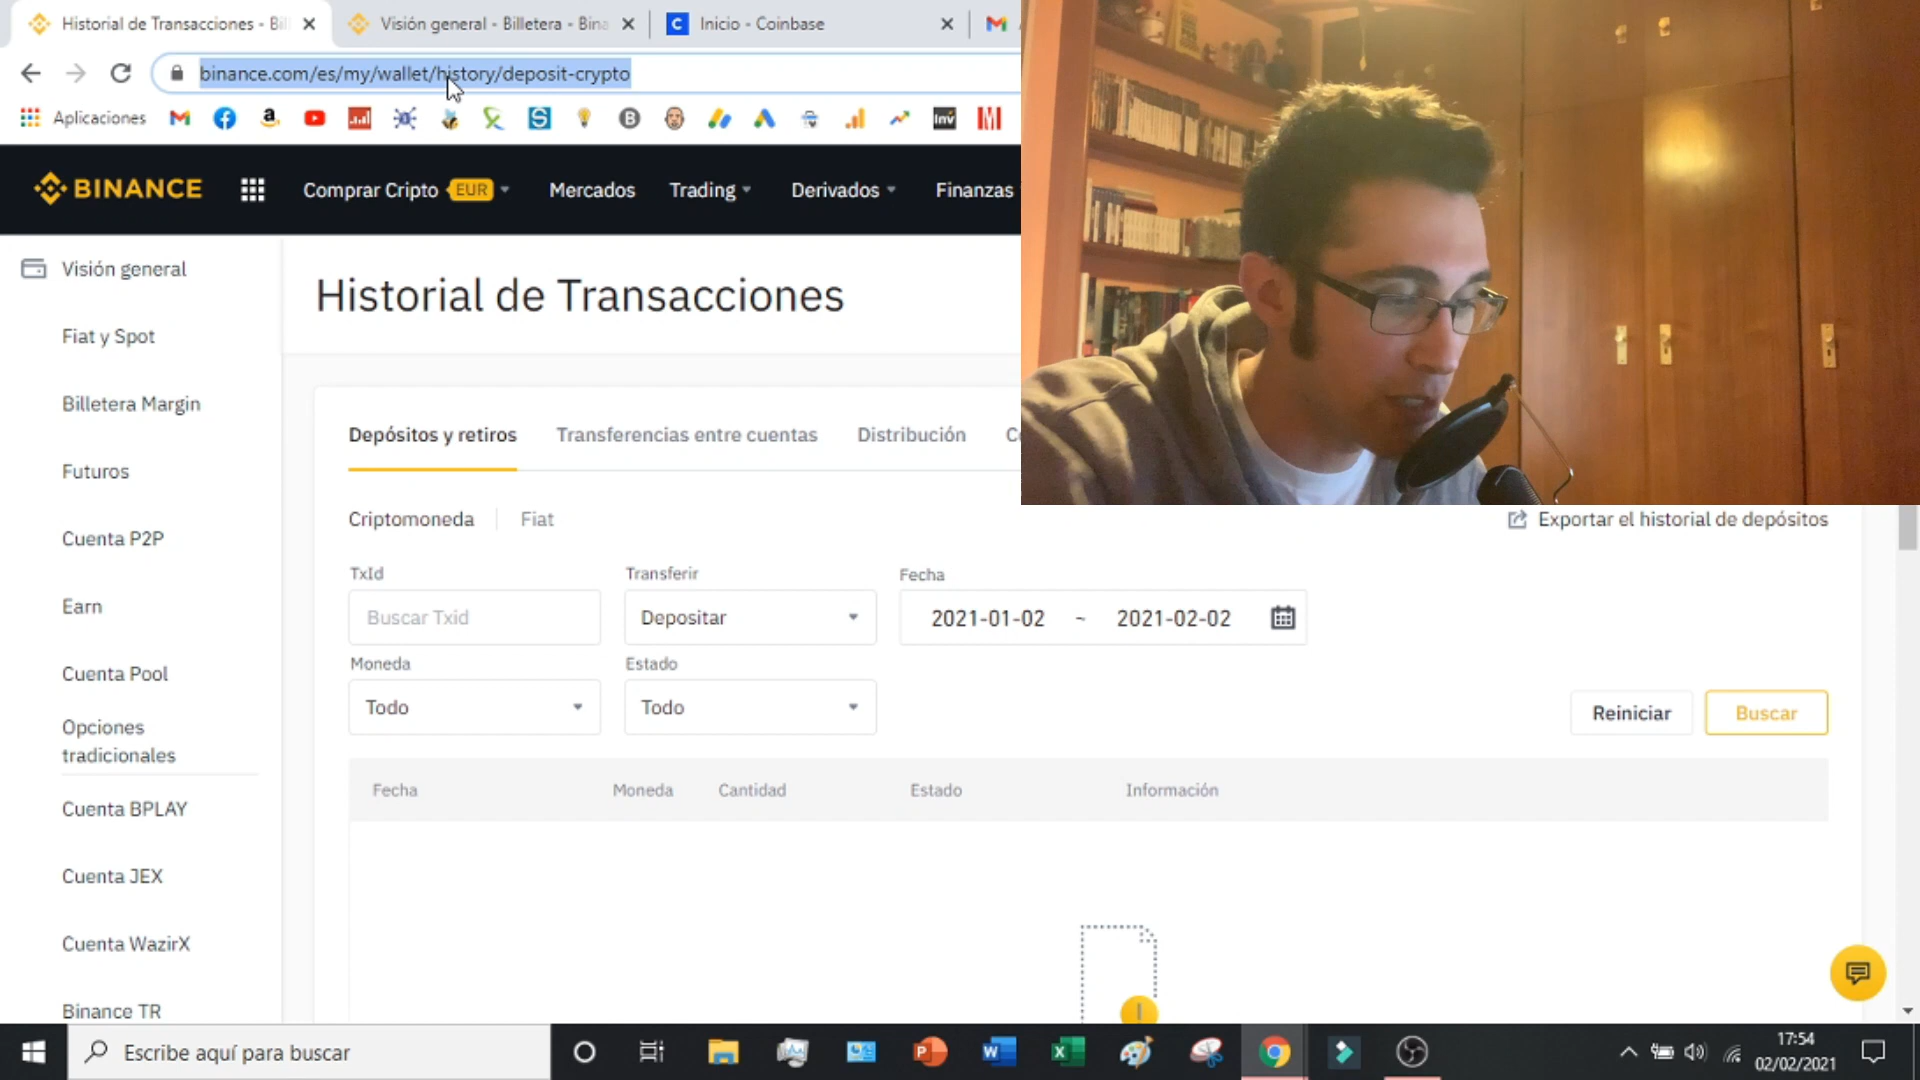 Historial de Transacciones - Bil
Visión general - Billetera - Bina
Inicio - Coinbase
binance.com/es/my/wallet/history/deposit-crypto
Aplicaciones
BINANCE
Comprar Cripto EUR
Mercados
Trading
Derivados
Finanzas
Visión general
Fiat y Spot
Billetera Margin
Futuros
Cuenta P2P
Earn
Cuenta Pool
Opciones
tradicionales
Cuenta BPLAY
Cuenta JEX
Cuenta WazirX
Binance TR
Historial de Transacciones
Depósitos y retiros
Transferencias entre cuentas
Distribución
Criptomoneda
Fiat
Exportar el historial de depósitos
TxId
Transferir
Fecha
Buscar Txid
Depositar
2021-01-02 ~ 2021-02-02
Moneda
Estado
Todo
Todo
Reiniciar
Buscar
Fecha
Moneda
Cantidad
Estado
Información
Escribe aquí para buscar
17:54
02/02/2021